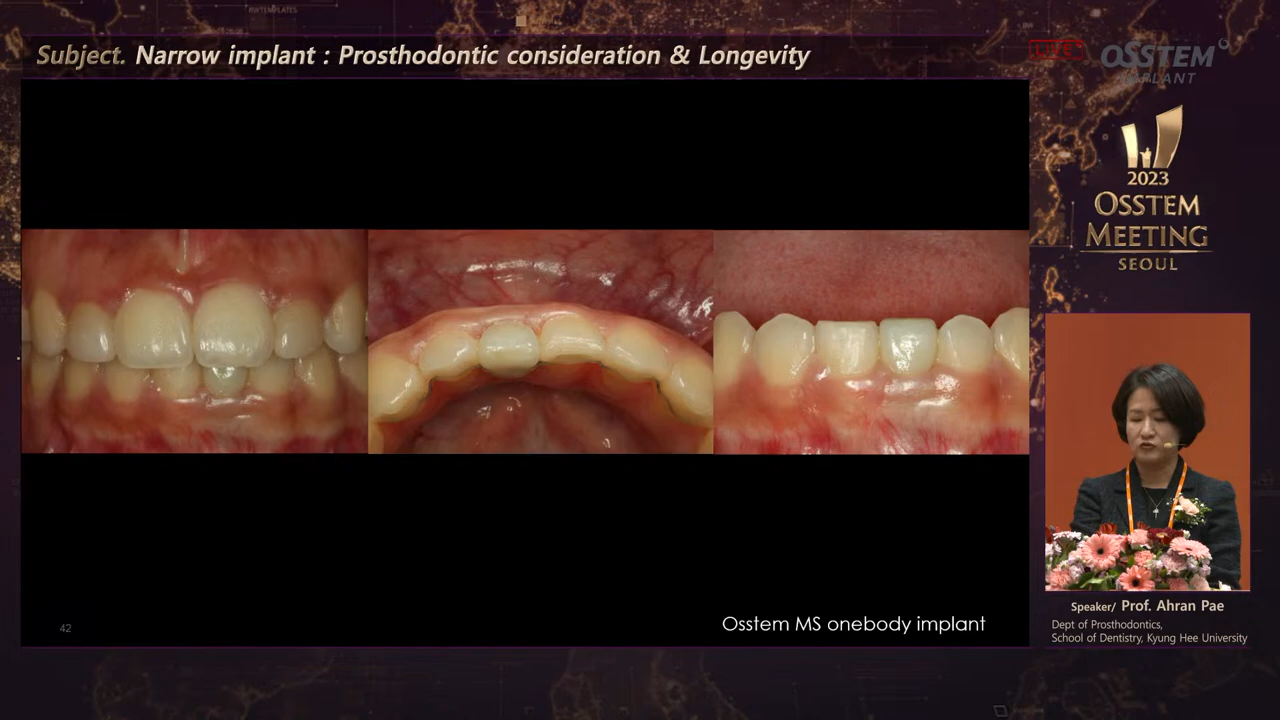 RWTEMPLATES
Subject. Narrow implant : Prosthodontic consideration & Longevity
LIVE
OSSTEM
IMPLANT
2023
OSSTEM
MEETING
SEOUL
42
Osstem MS onebody implant
Speaker/ Prof. Ahran Pae
Dept of Prosthodontics,
School of Dentistry, Kyung Hee University